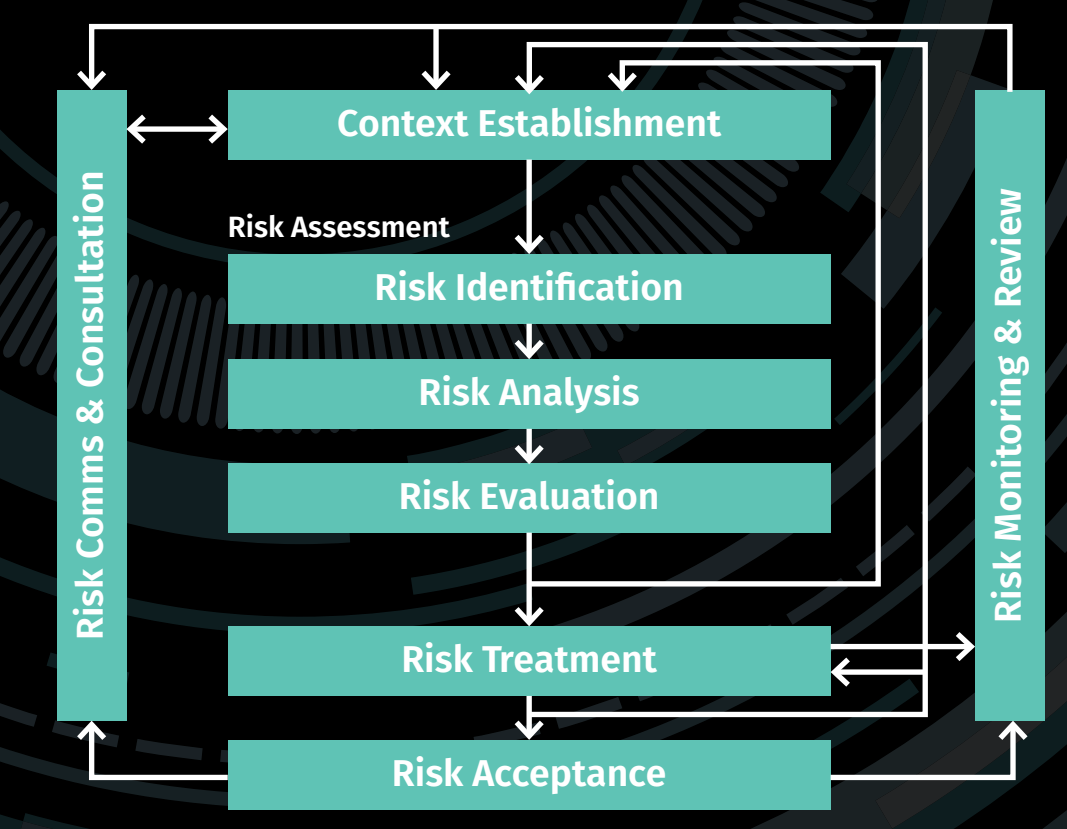 Context Establishment
Risk Assessment
Risk Identification
Risk Analysis
Risk Evaluation
Risk Treatment
Risk Acceptance
Risk Comms & Consultation
Risk Monitoring & Review